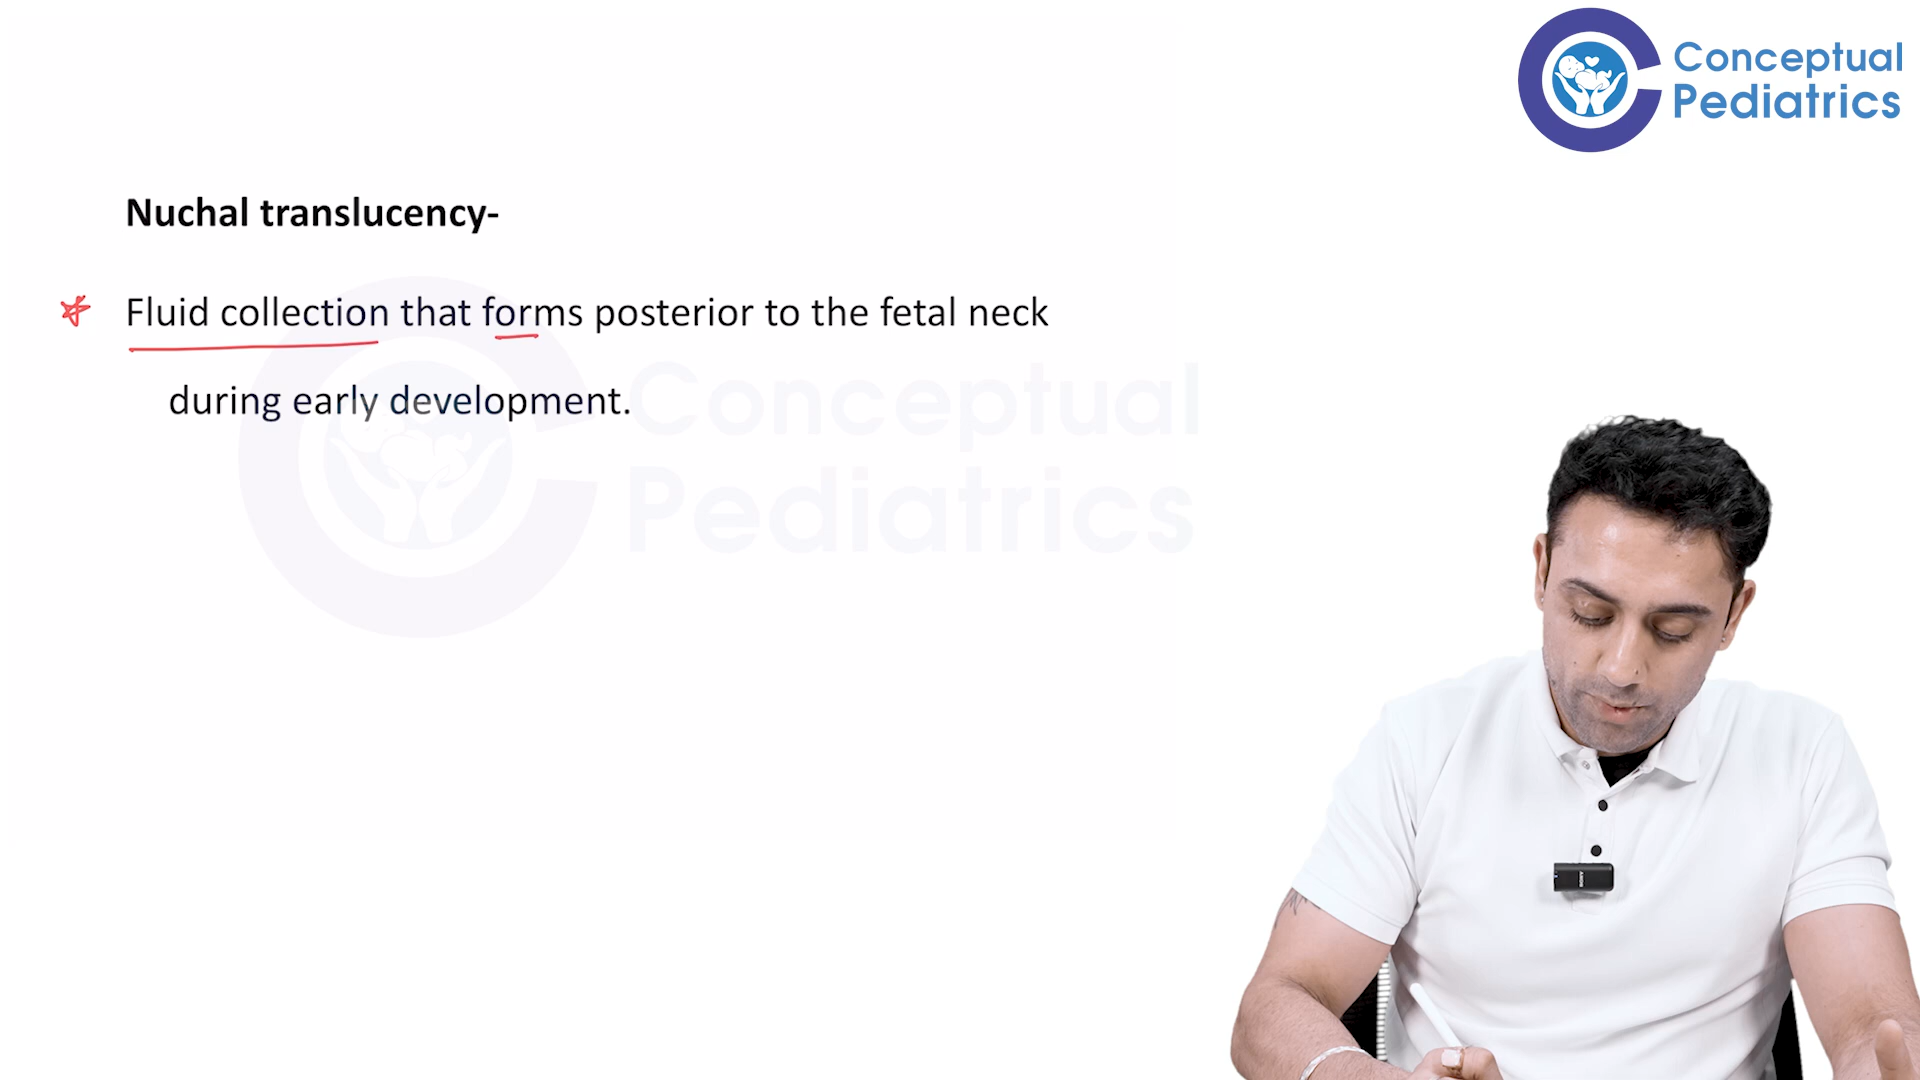 Conceptual
Pediatrics
Nuchal translucency-
Fluid collection that forms posterior to the fetal neck
during early development.
Conceptual
Pediatrics